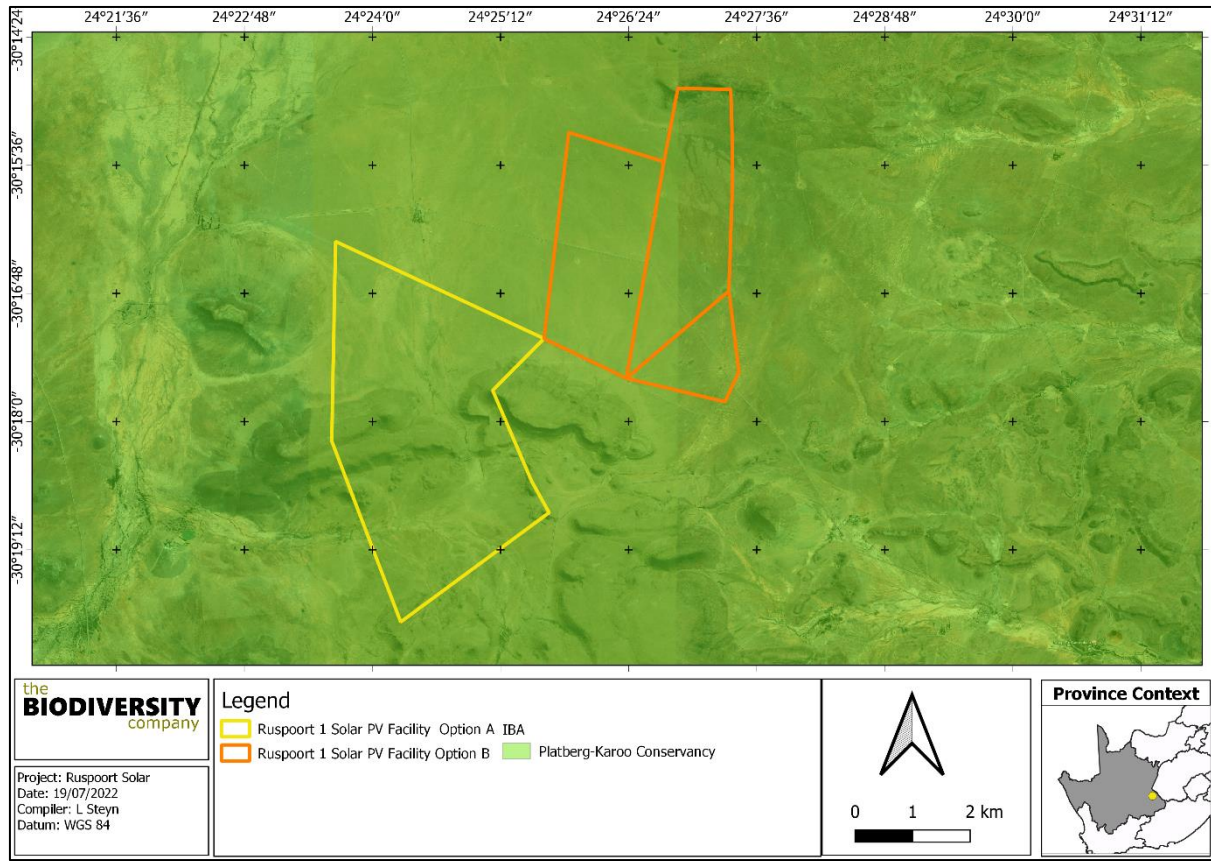 24°21'36" 24°22'48" 24°24'0" 24°25'12" 24°26'24" 24°27'36" 24°28'48" 24°30'0" 24°31'12"
-30°14'24"
-30°15'36"
-30°16'48"
-30°18'0"
-30°19'12"
the
BIODIVERSITY
company
Project: Ruspoort Solar
Date: 19/07/2022
Compiler: L Steyn
Datum: WGS 84
Legend
Ruspoort 1 Solar PV Facility Option A IBA
Ruspoort 1 Solar PV Facility Option B Platberg-Karoo Conservancy
0 1 2 km
Province Context